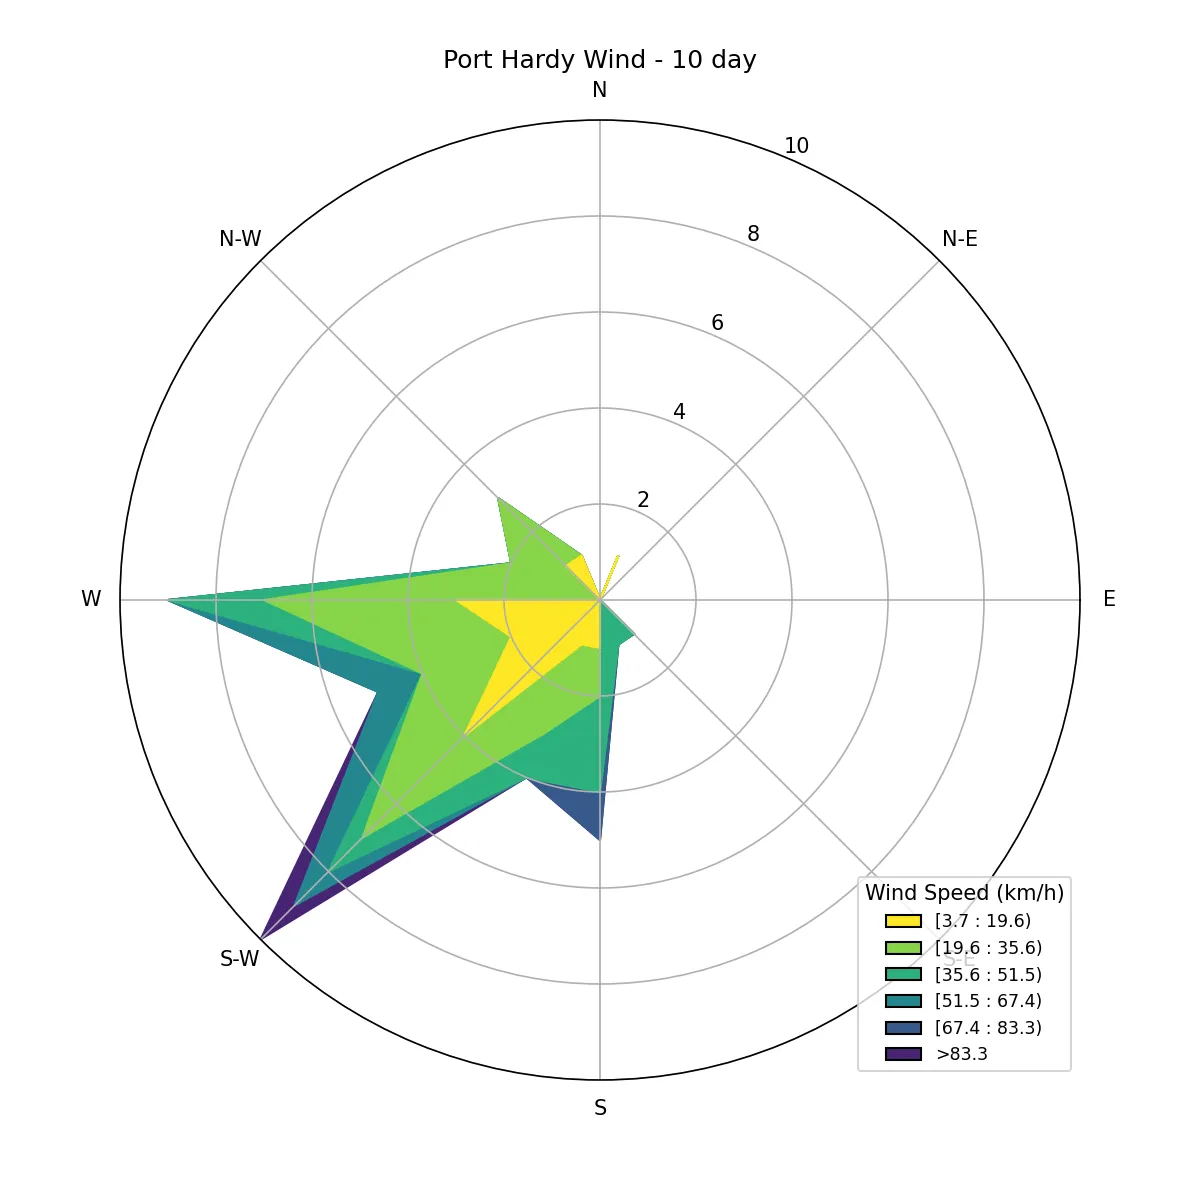 Port Hardy Wind - 10 day
N
10
N-W
N-E
8
6
4
2
W
E
Wind Speed (km/h)
[3.7 : 19.6)
[19.6 : 35.6)
S-W
S-E
[35.6 : 51.5)
[51.5 : 67.4)
[67.4 : 83.3)
>83.3
S